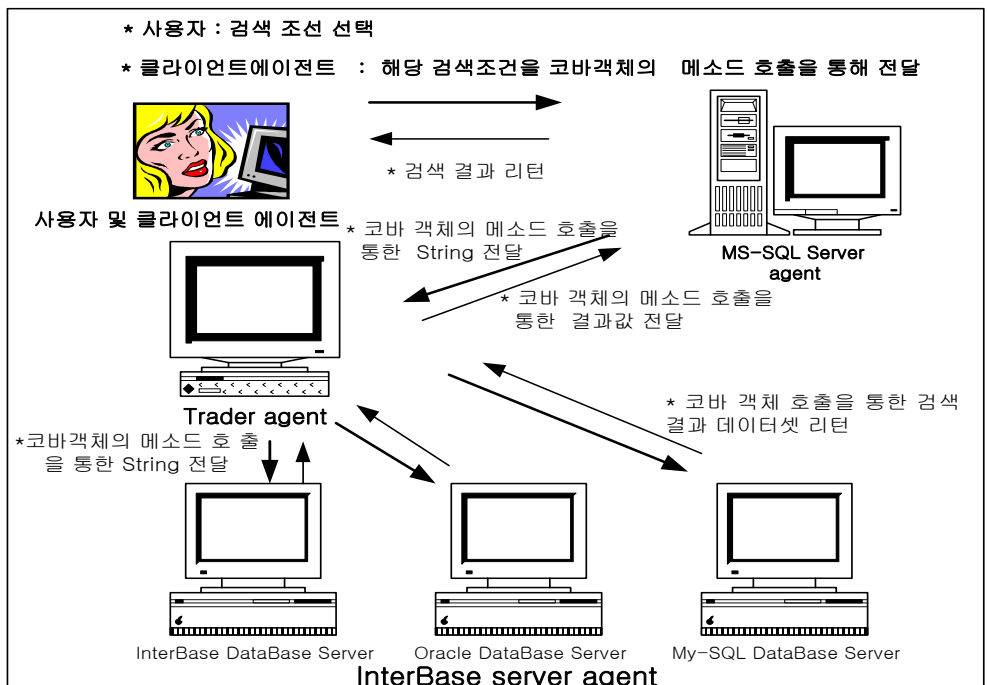 * 사용자 : 검색 조선 선택
* 클라이언트에이전트 : 해당 검색조건을 코바객체의 메소드 호출을 통해 전달
* 검색 결과 리턴
사용자 및 클라이언트 에이전트
* 코바 객체의 메소드 호출을
통한 String 전달
MS-SQL Server
agent
* 코바 객체의 메소드 호출을
통한 결과값 전달
* 코바 객체 호출을 통한 검색
결과 데이터셋 리턴
Trader agent
*코바객체의 메소드 호 출
을 통한 String 전달
InterBase DataBase Server
Oracle DataBase Server
My-SQL DataBase Server
InterBase server agent